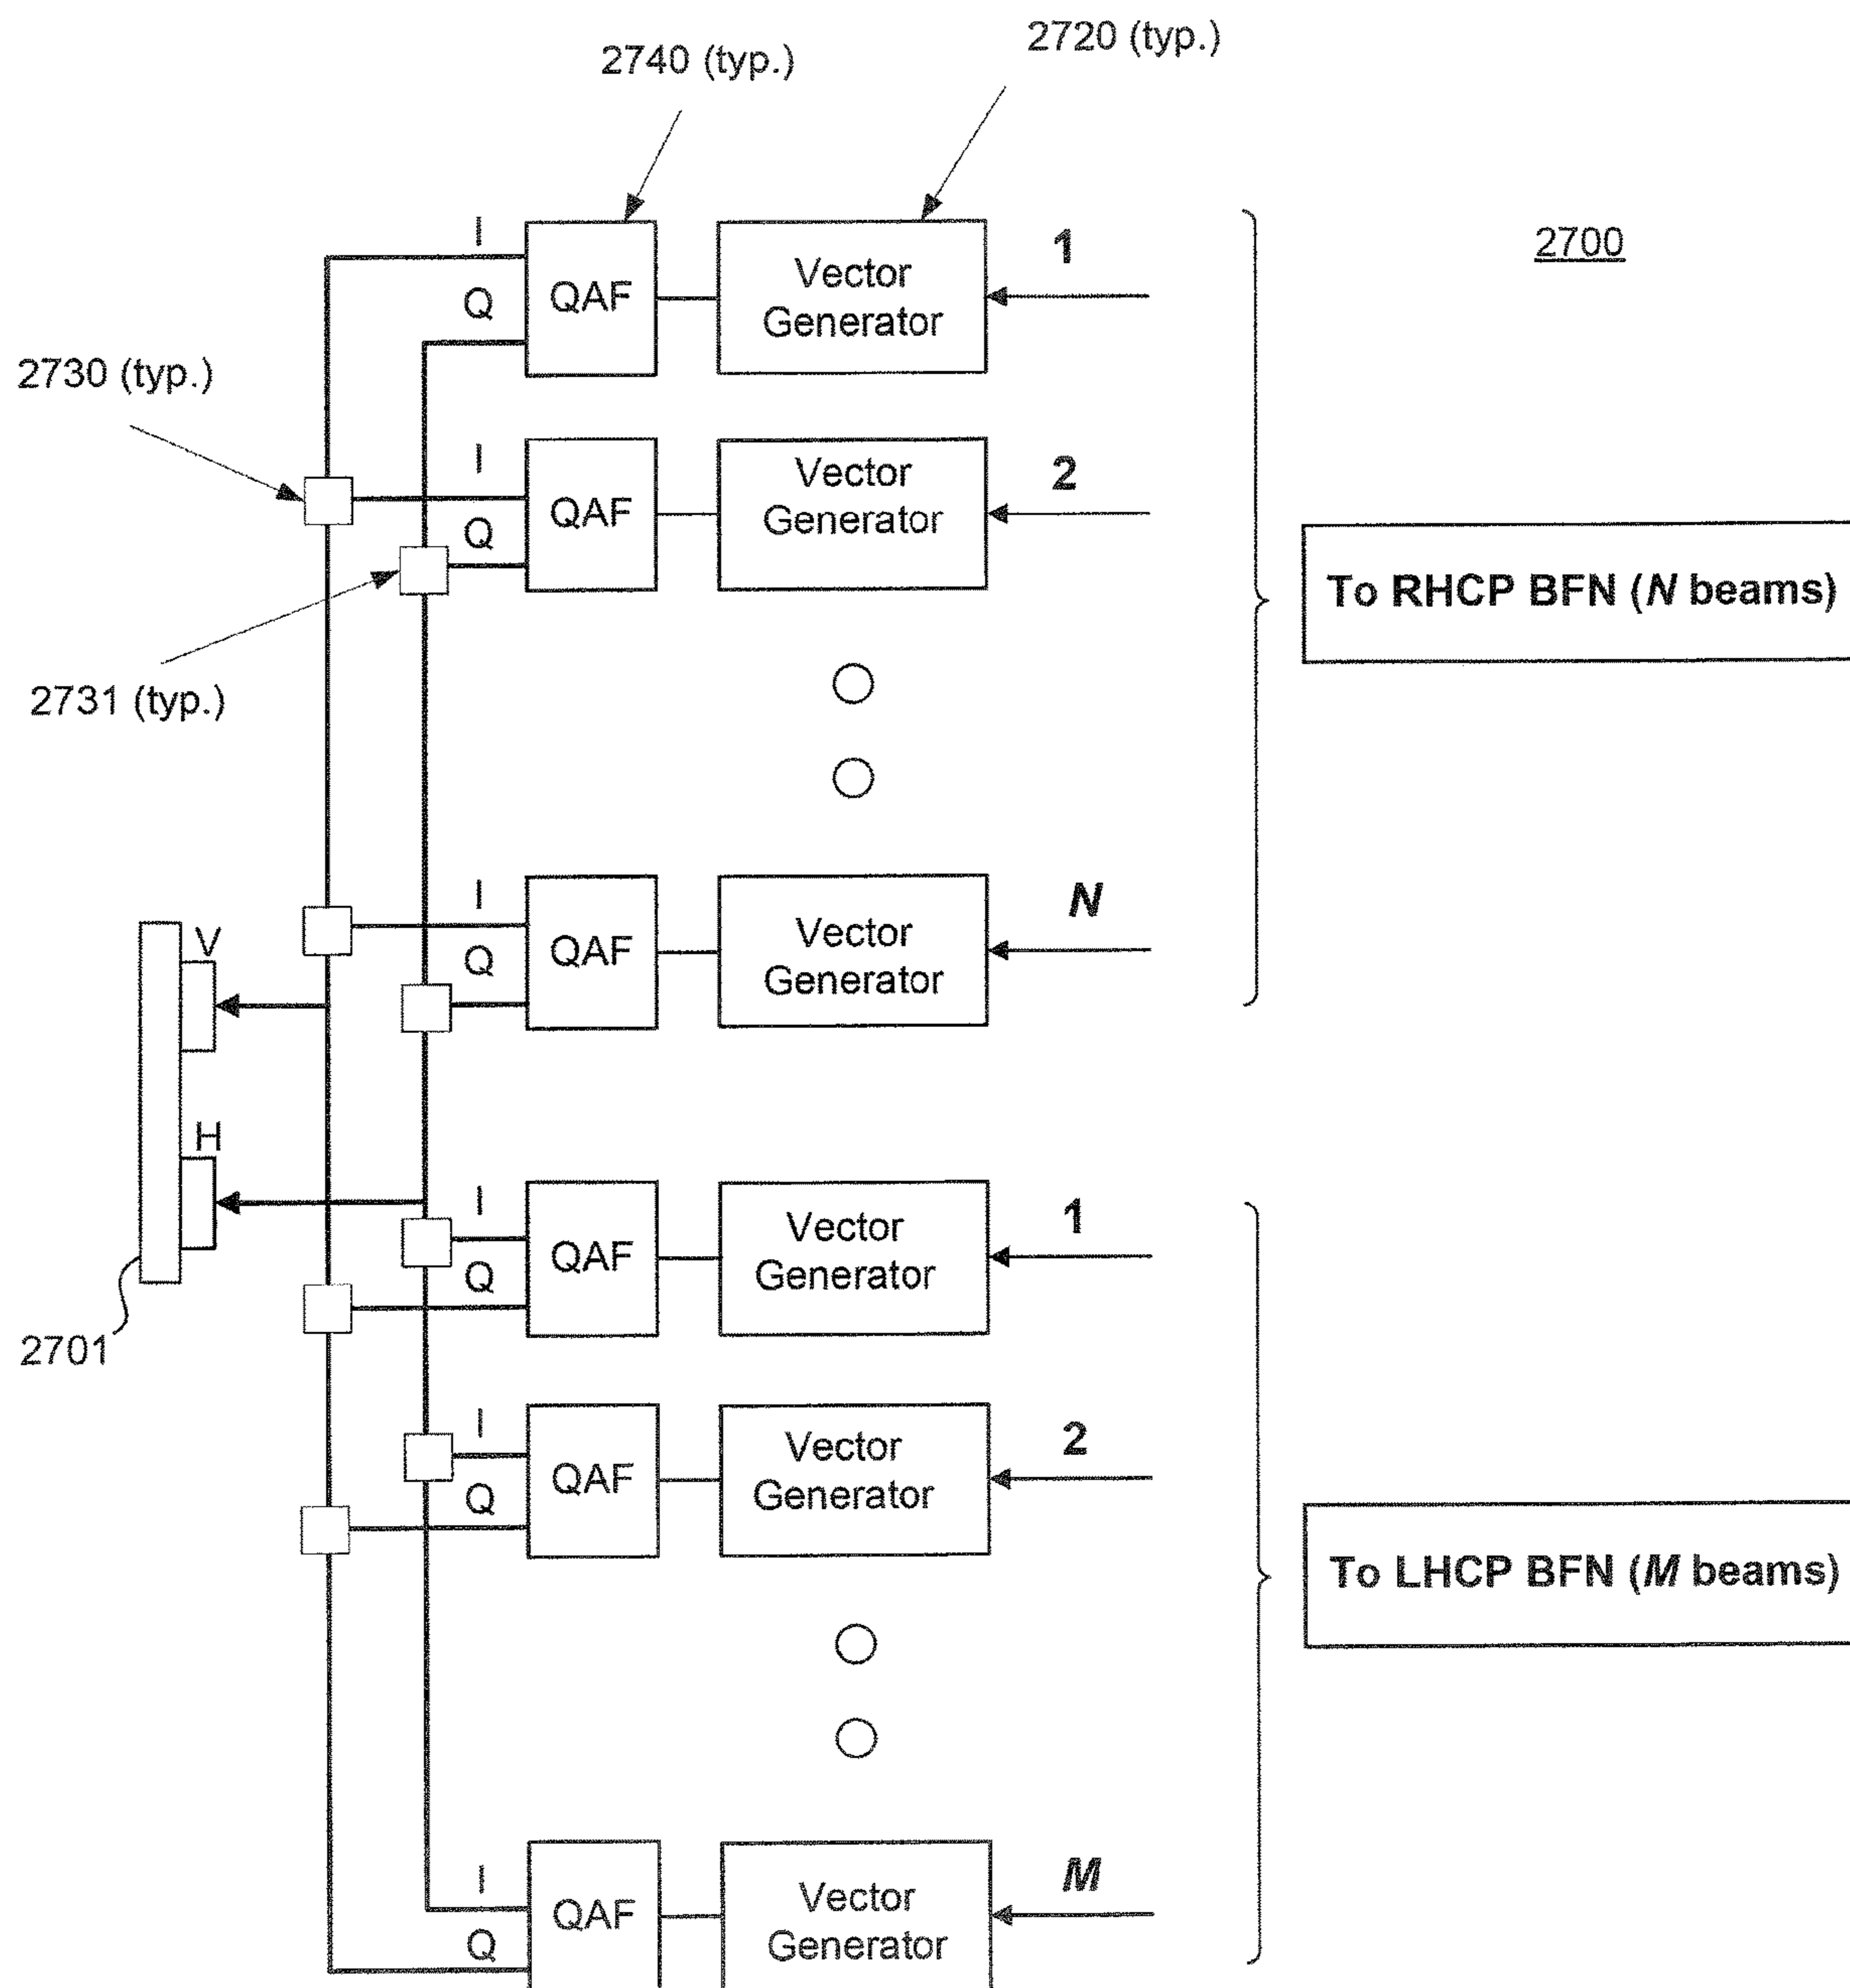 2720 (typ.)
2740 (typ.)
2700
I
Q
QAF
Vector
Generator
1
2730 (typ.)
I
Q
QAF
Vector
Generator
2
To RHCP BFN (N beams)
2731 (typ.)
I
Q
QAF
Vector
Generator
N
V
H
I
Q
QAF
Vector
Generator
1
2701
I
Q
QAF
Vector
Generator
2
To LHCP BFN (M beams)
I
Q
QAF
Vector
Generator
M